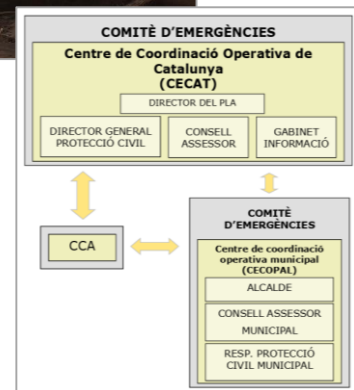 COMITÈ D'EMERGÈNCIES
Centre de Coordinació Operativa de
Catalunya
(CECAT)
DIRECTOR DEL PLA
DIRECTOR GENERAL
PROTECCIÓ CIVIL
CONSELL
ASSESSOR
GABINET
INFORMACIÓ
CCA
COMITÈ
D'EMERGÈNCIES
Centre de coordinació
operativa municipal
(CECOPAL)
ALCALDE
CONSELL ASSESSOR
MUNICIPAL
RESP. PROTECCIÓ
CIVIL MUNICIPAL